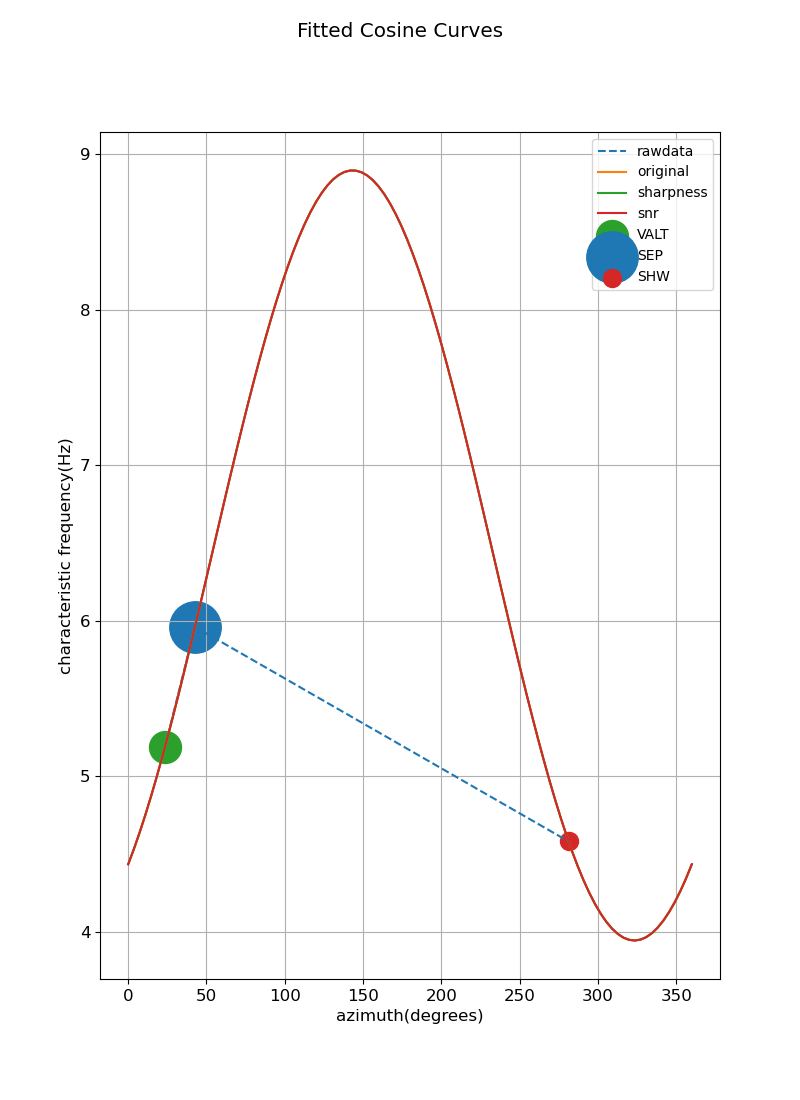 Fitted Cosine Curves
rawdata
original
sharpness
snr
VALT
SEP
SHW
9
8
7
6
5
4
characteristic frequency(Hz)
0 50 100 150 200 250 300 350
azimuth(degrees)